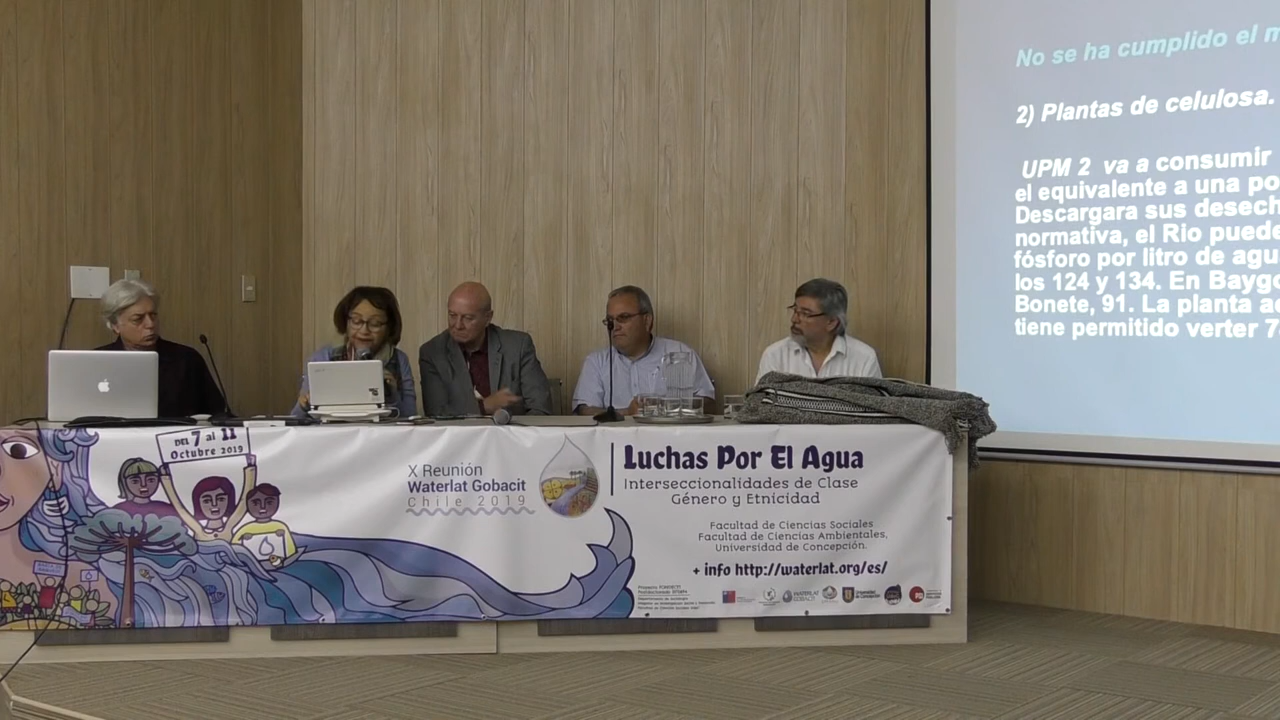 No se ha cumplido el m
2) Plantas de celulosa.
UPM 2 va a consumir
el equivalente a una po
Descargara sus desech
normativa, el Rio puede
fósforo por litro de agu
los 124 y 134. En Baygo
Bonete, 91. La planta ac
tiene permitido verter 7
DEL 7 al 11
Octubre 2019
X Reunión
Waterlat Gobacit
Chile 2019
Luchas Por El Agua
Interseccionalidades de Clase
Género y Etnicidad
Facultad de Ciencias Sociales
Facultad de Ciencias Ambientales,
Universidad de Concepción.
+ info http://waterlat.org/es/
WATERLAT
GOBACIT